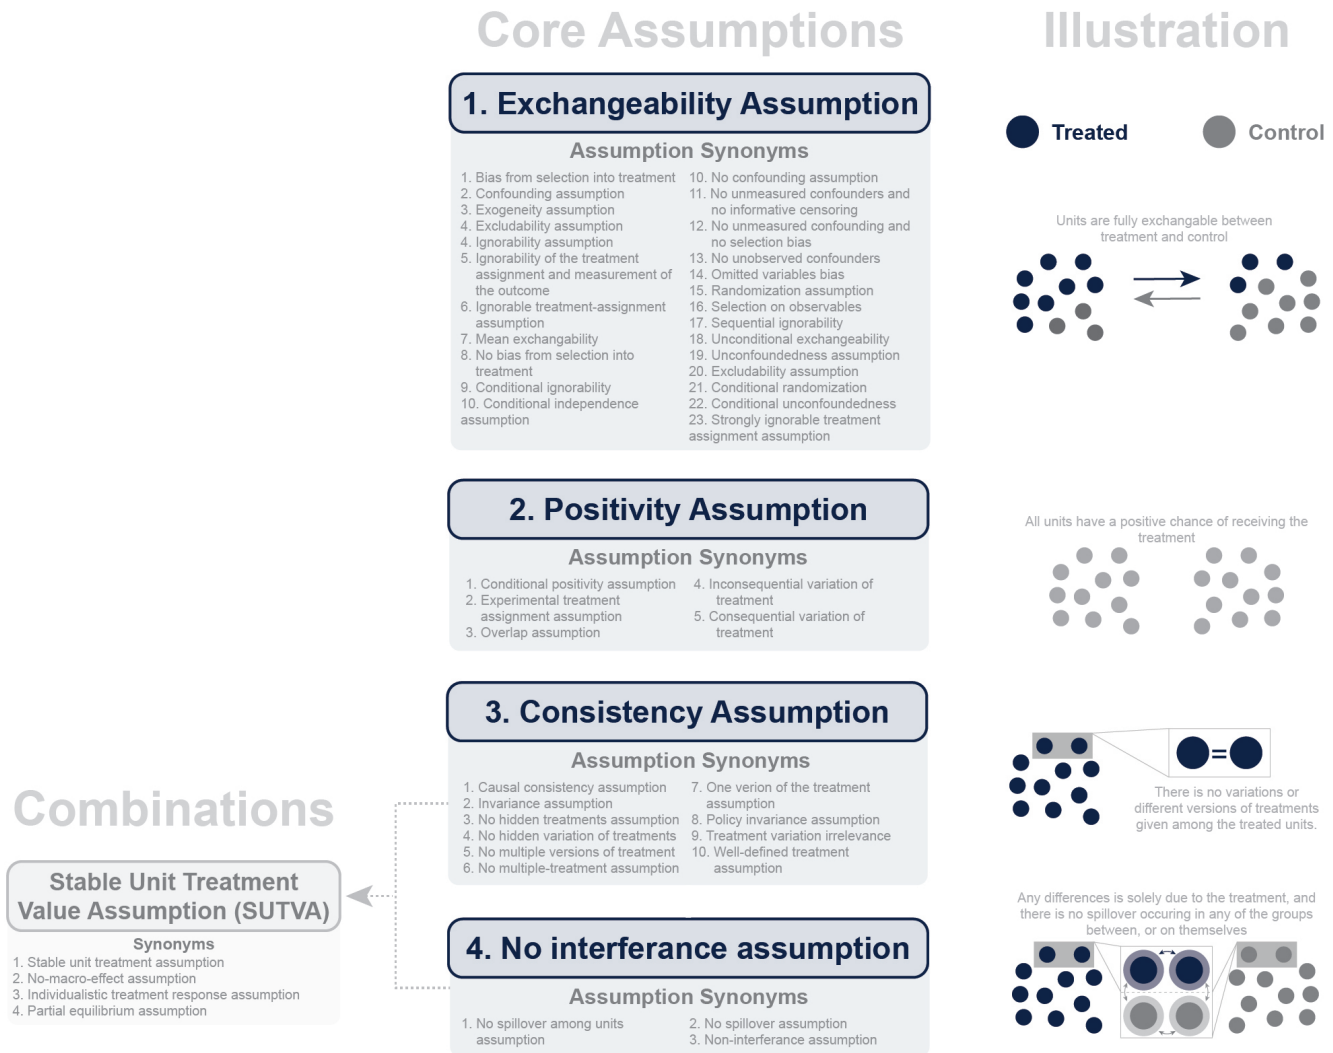 Core Assumptions
Illustration
1. Exchangeability Assumption
Assumption Synonyms
1. Bias from selection into treatment
2. Confounding assumption
3. Exogeneity assumption
4. Excludability assumption
4. Ignorability assumption
5. Ignorability of the treatment
assignment and measurement of
the outcome
6. Ignorable treatment-assignment
assumption
7. Mean exchangability
8. No bias from selection into
treatment
9. Conditional ignorability
10. Conditional independence
assumption
10. No confounding assumption
11. No unmeasured confounders and
no informative censoring
12. No unmeasured confounding and
no selection bias
13. No unobserved confounders
14. Omitted variables bias
15. Randomization assumption
16. Selection on observables
17. Sequential ignorability
18. Unconditional exchangeability
19. Unconfoundedness assumption
20. Excludability assumption
21. Conditional randomization
22. Conditional unconfoundedness
23. Strongly ignorable treatment
assignment assumption
Treated
Control
Units are fully exchangable between
treatment and control
2. Positivity Assumption
Assumption Synonyms
1. Conditional positivity assumption
2. Experimental treatment
assignment assumption
3. Overlap assumption
4. Inconsequential variation of
treatment
5. Consequential variation of
treatment
All units have a positive chance of receiving the
treatment
3. Consistency Assumption
Assumption Synonyms
1. Causal consistency assumption
2. Invariance assumption
3. No hidden treatments assumption
4. No hidden variation of treatments
5. No multiple versions of treatment
6. No multiple-treatment assumption
7. One verion of the treatment
assumption
8. Policy invariance assumption
9. Treatment variation irrelevance
10. Well-defined treatment
assumption
=
There is no variations or
different versions of treatments
given among the treated units.
Combinations
Stable Unit Treatment
Value Assumption (SUTVA)
Synonyms
1. Stable unit treatment assumption
2. No-macro-effect assumption
3. Individualistic treatment response assumption
4. Partial equilibrium assumption
4. No interferance assumption
Assumption Synonyms
1. No spillover among units
assumption
2. No spillover assumption
3. Non-interferance assumption
Any differences is solely due to the treatment, and
there is no spillover occuring in any of the groups
between, or on themselves